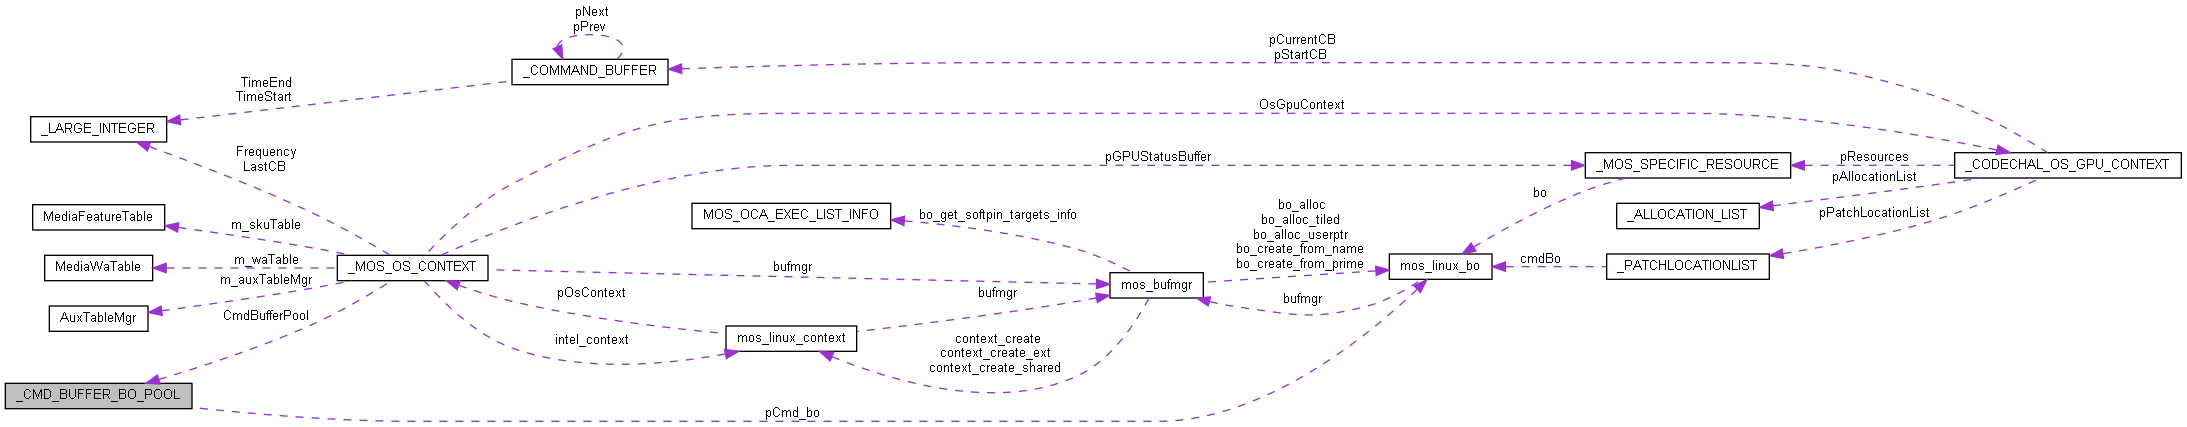 pNext
pPrev
_COMMAND_BUFFER
pCurrentCB
pStartCB
TimeEnd
TimeStart
_LARGE_INTEGER
OsGpuContext
Frequency
LastCB
pGPUStatusBuffer
_MOS_SPECIFIC_RESOURCE
pResources
_CODECHAL_OS_GPU_CONTEXT
pAllocationList
MediaFeatureTable
m_skuTable
MOS_OCA_EXEC_LIST_INFO
bo_get_softpin_targets_info
bo
_ALLOCATION_LIST
pPatchLocationList
bo_alloc
bo_alloc_tiled
bo_alloc_userptr
bo_create_from_name
bo_create_from_prime
MediaWaTable
m_waTable
_MOS_OS_CONTEXT
bufmgr
mos_bufmgr
mos_linux_bo
cmdBo
_PATCHLOCATIONLIST
m_auxTableMgr
pOsContext
bufmgr
bufmgr
AuxTableMgr
CmdBufferPool
intel_context
mos_linux_context
context_create
context_create_ext
context_create_shared
_CMD_BUFFER_BO_POOL
pCmd_bo